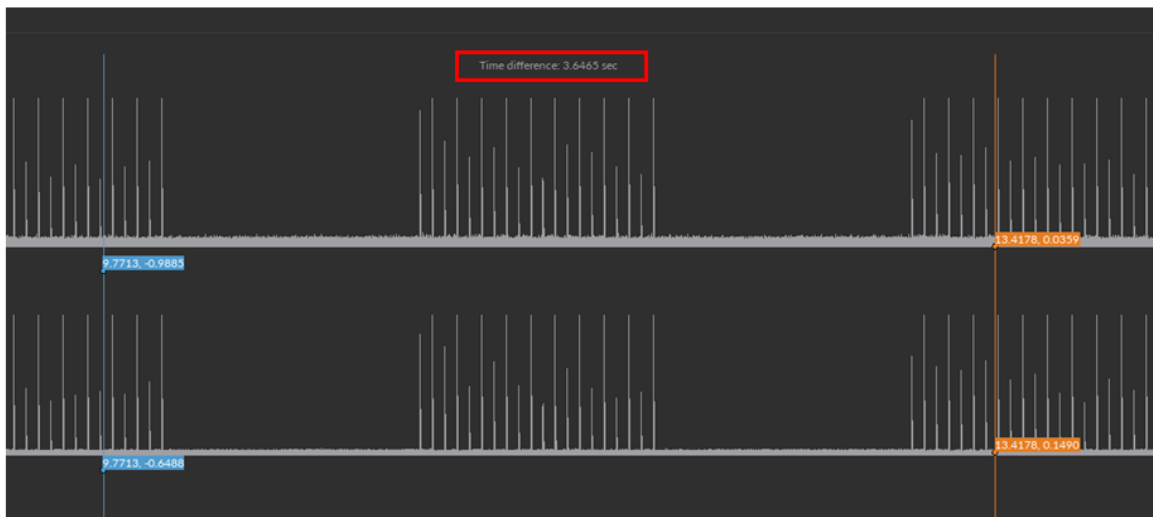 Time difference: 3.6465 sec
13.4178, 0.0359
9.7713, -0.9885
13.4178, 0.1490
9.7713, -0.6488